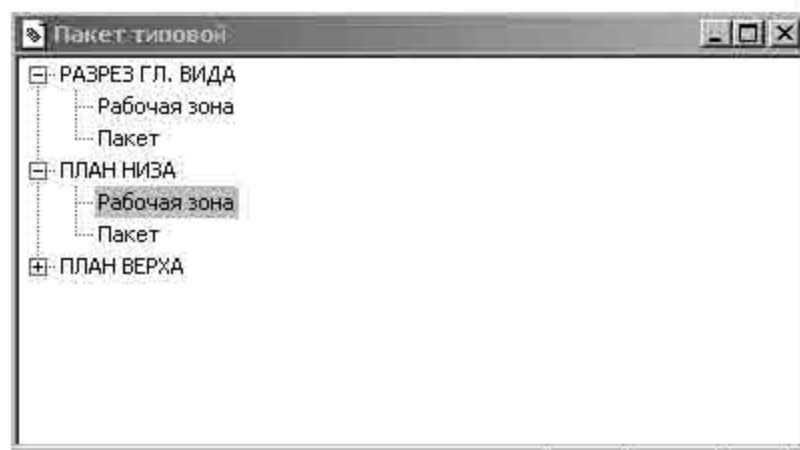 Пакет типовой
РАЗРЕЗ ГЛ. ВИДА
Рабочая зона
Пакет
ПЛАН НИЗА
Рабочая зона
Пакет
ПЛАН ВЕРХА